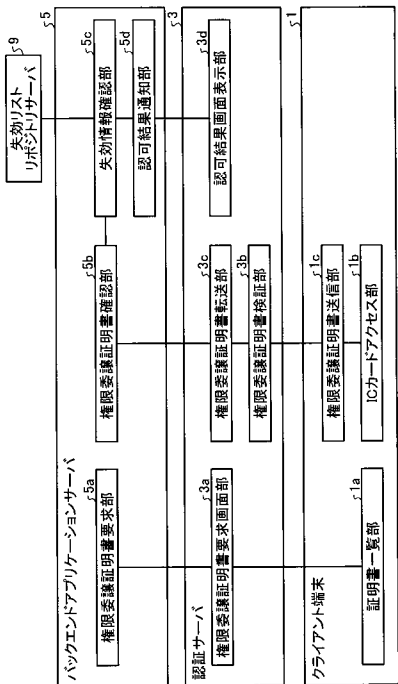 失効リスト
リポジトリサーバ
9
バックエンドアプリケーションサーバ
5
権限委譲証明書要求部
5a
権限委譲証明書確認部
5b
失効情報確認部
5c
認可結果通知部
5d
認証サーバ
3
権限委譲証明書要求画面部
3a
権限委譲証明書転送部
3c
権限委譲証明書検証部
3b
認可結果画面表示部
3d
クライアント端末
1
証明書一覧部
1a
権限委譲証明書送信部
1c
ICカードアクセス部
1b